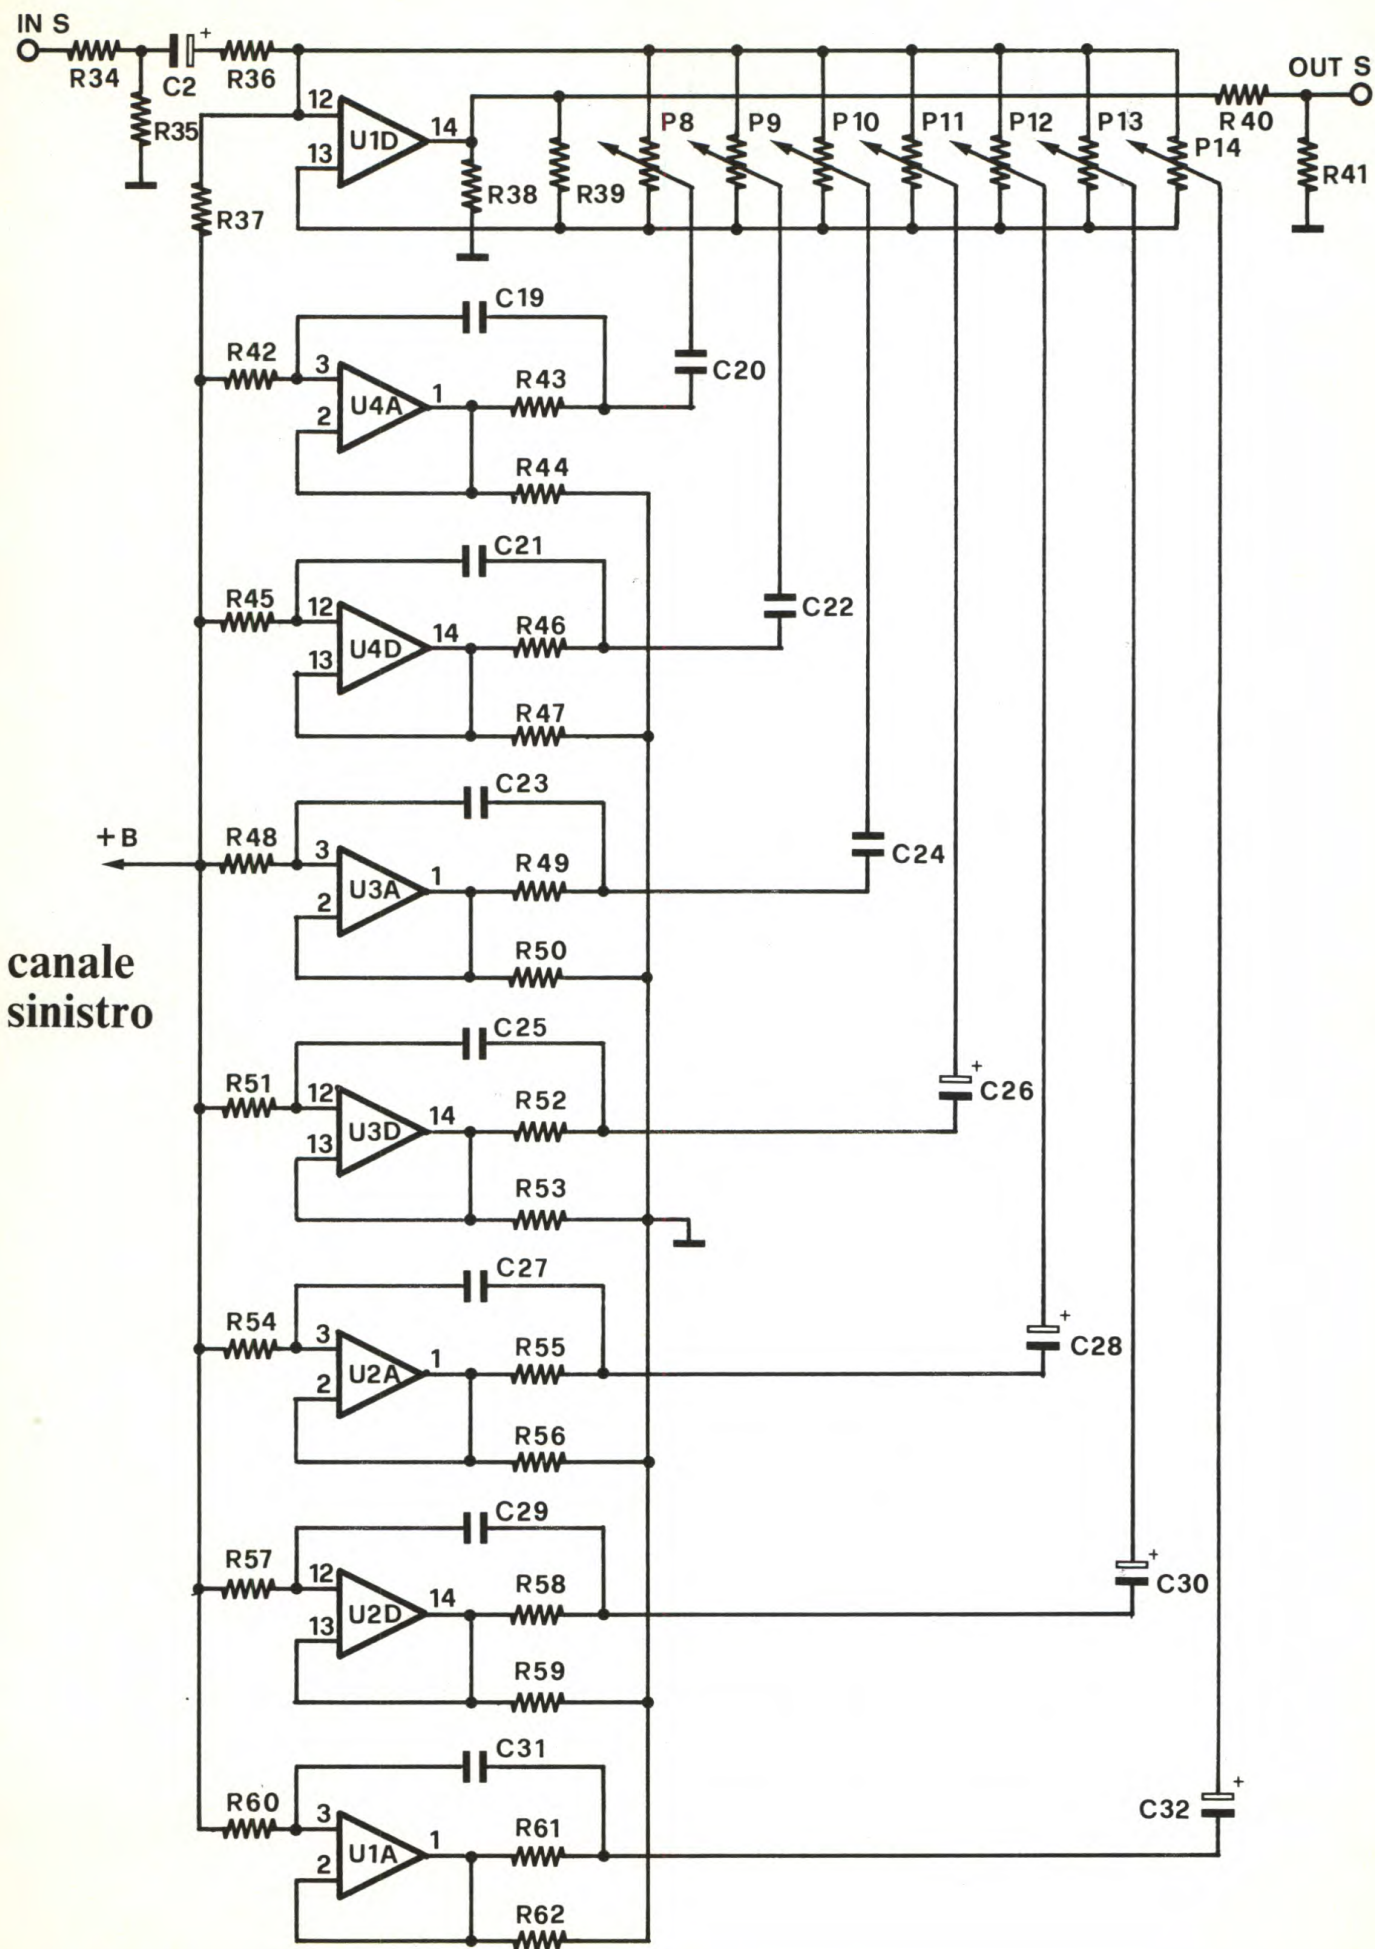 IN S
R34
C2
+
R36
R35
12
13
U1D
14
R37
R38
R39
P8
P9
P10
P11
P12
P13
P14
OUT S
R40
R41
C19
R42
3
2
U4A
1
R43
R44
C20
C21
R45
12
13
U4D
14
R46
R47
C22
C23
+B
R48
3
2
U3A
1
R49
R50
C24
canale
sinistro
C25
R51
12
13
U3D
14
R52
R53
+
C26
C27
R54
3
2
U2A
1
R55
R56
+
C28
C29
R57
12
13
U2D
14
R58
R59
+
C30
C31
R60
3
2
U1A
1
R61
R62
+
C32